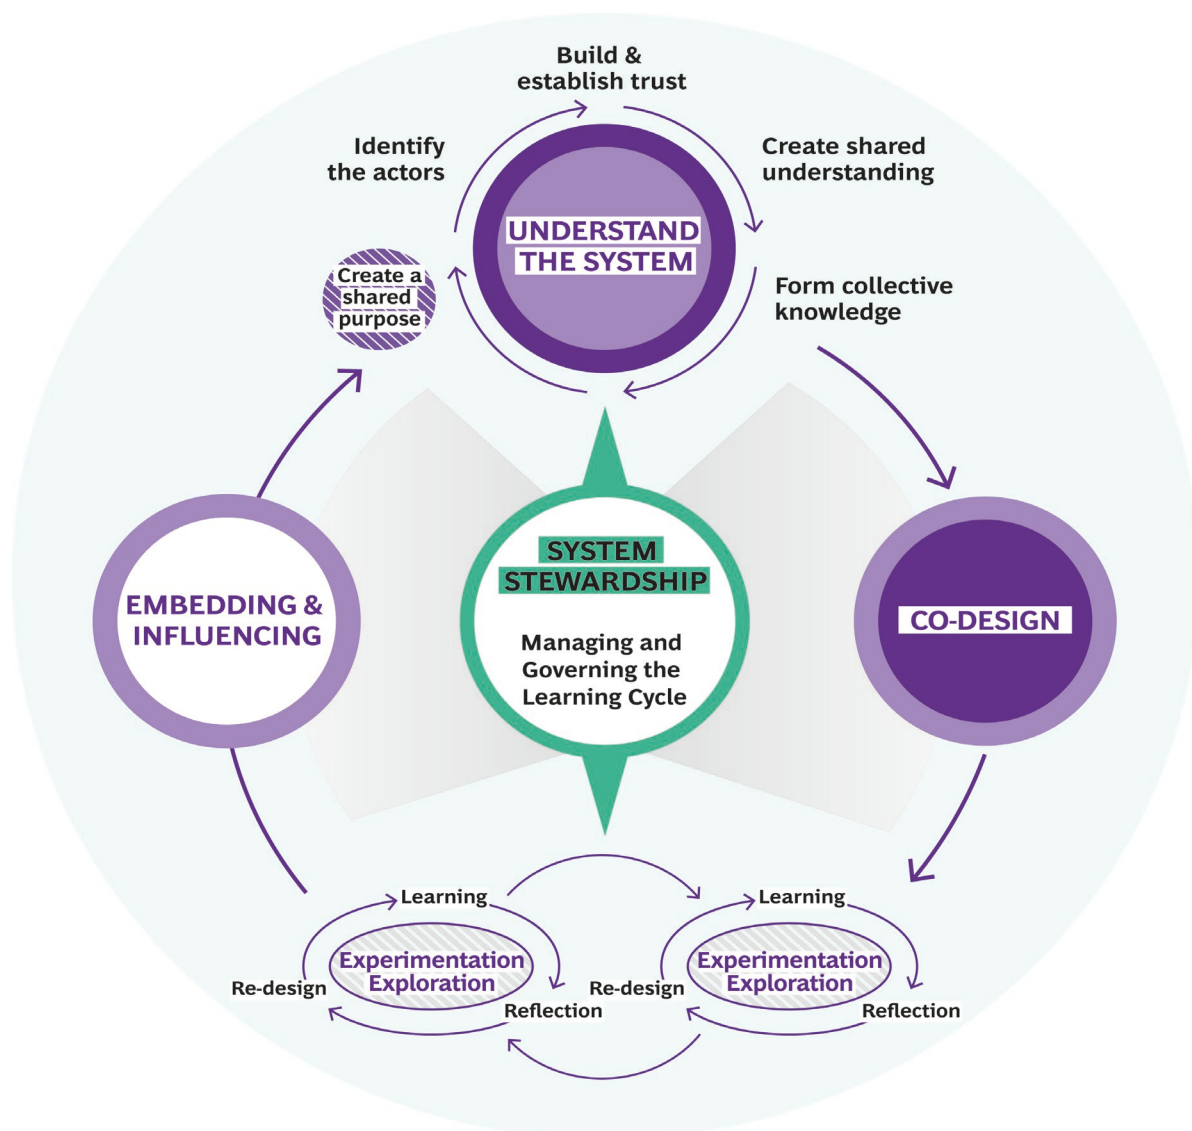 Build &
establish trust
Identify
the actors
Create shared
understanding
UNDERSTAND
THE SYSTEM
Create a
shared
purpose
Form collective
knowledge
SYSTEM
STEWARDSHIP
Managing and
Governing the
Learning Cycle
EMBEDDING &
INFLUENCING
CO-DESIGN
Learning
Experimentation
Exploration
Re-design
Reflection
Learning
Experimentation
Exploration
Re-design
Reflection